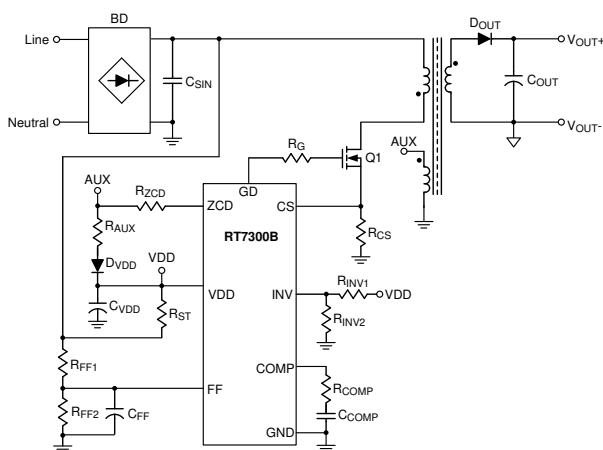 BD
Line
Neutral
CSIN
DOUT
VOUT+
COUT
VOUT-
AUX
RG
Q1
GD
AUX
RZCD
ZCD
CS
RT7300B
RCS
RAUX
DVDD
VDD
VDD
INV
RINV1
VDD
CVDD
RST
RINV2
COMP
RFF1
FF
RCOMP
RFF2
CFF
CCOMP
GND